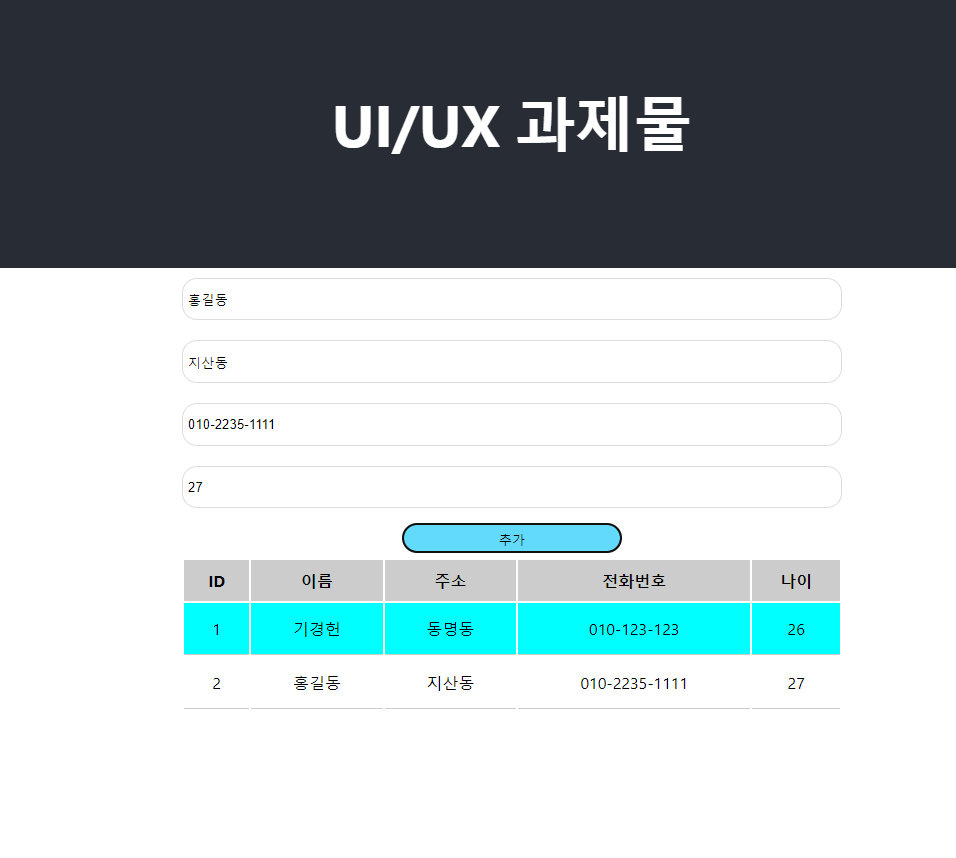 UI/UX 과제물
홍길동
지산동
010-2235-1111
27
추가
ID 이름 주소 전화번호 나이
1 기경헌 동명동 010-123-123 26
2 홍길동 지산동 010-2235-1111 27